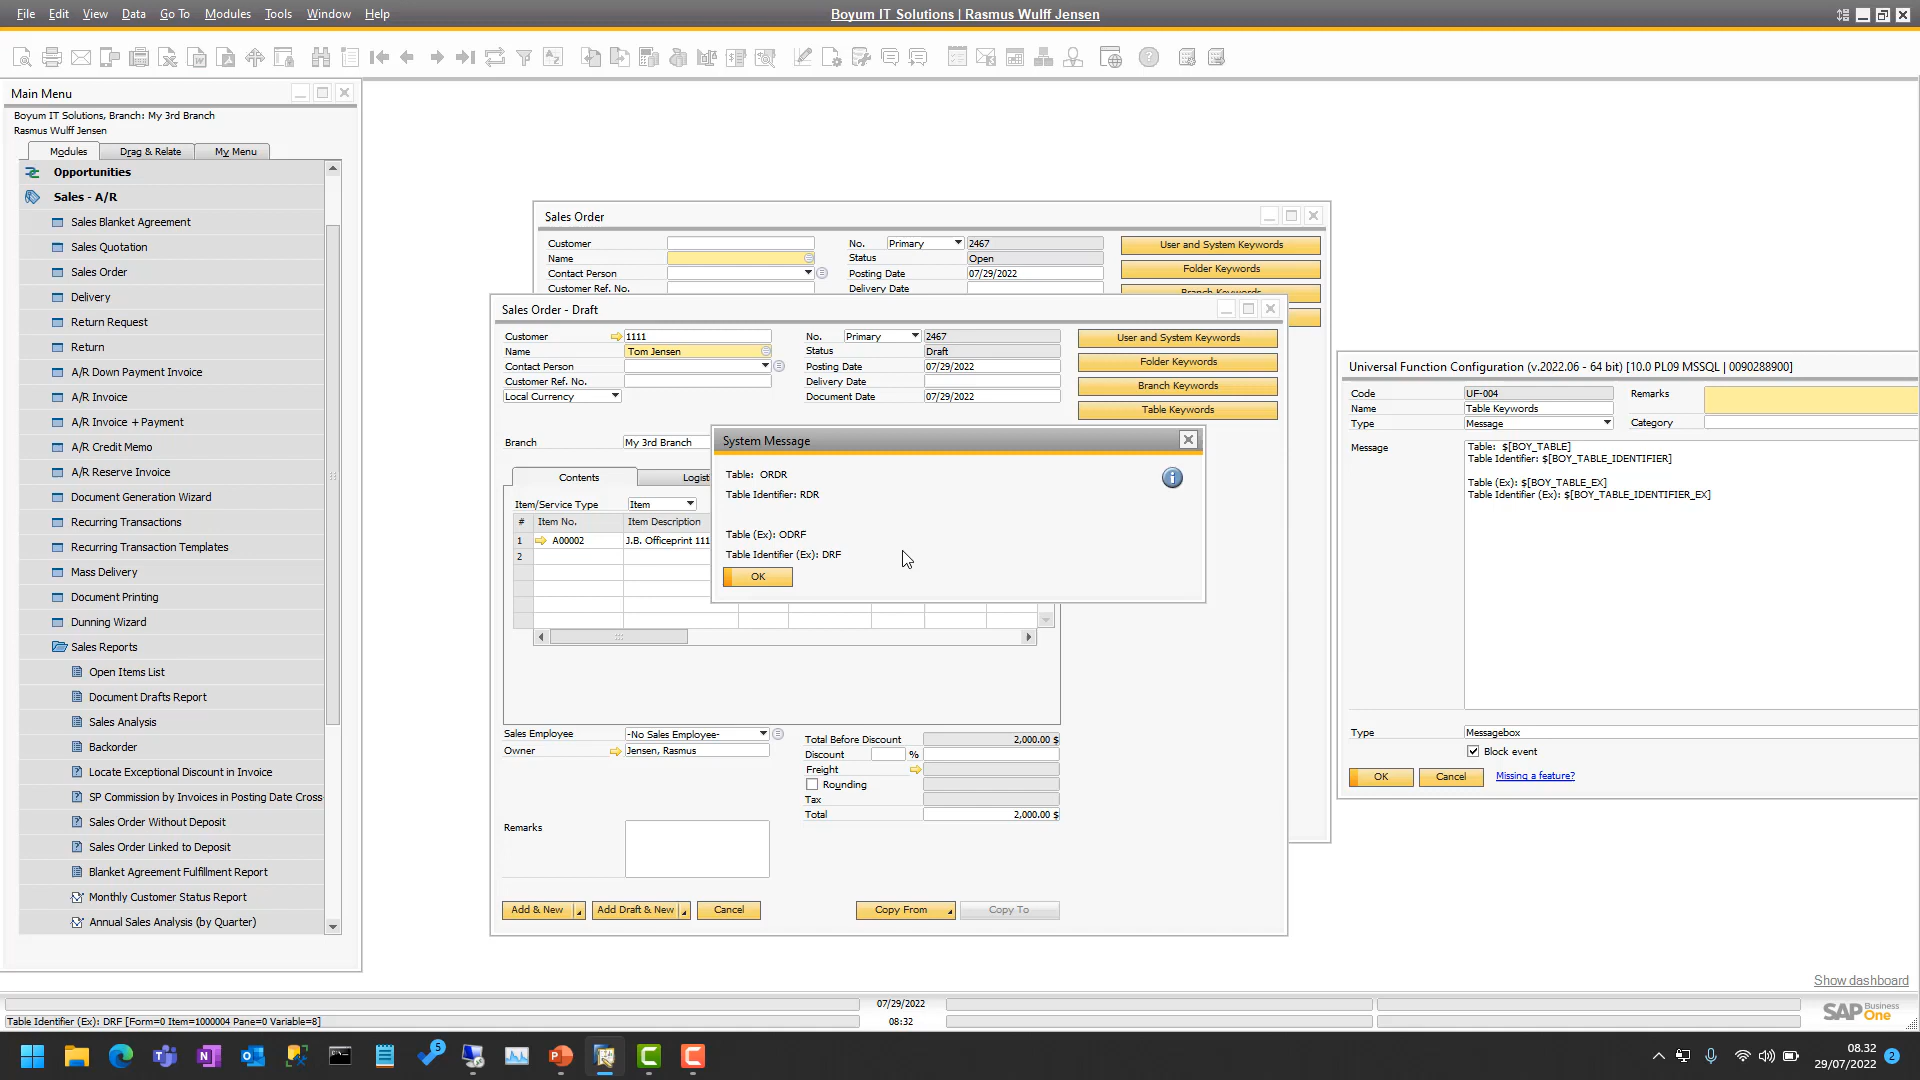 File Edit View Data Go To Modules Tools Window Help
Boyum IT Solutions | Rasmus Wulff Jensen
Main Menu
Boyum IT Solutions, Branch: My 3rd Branch
Rasmus Wulff Jensen
Modules Drag & Relate My Menu
Opportunities
Sales - A/R
Sales Blanket Agreement
Sales Quotation
Sales Order
Delivery
Return Request
Return
A/R Down Payment Invoice
A/R Invoice
A/R Invoice + Payment
A/R Credit Memo
A/R Reserve Invoice
Document Generation Wizard
Recurring Transactions
Recurring Transaction Templates
Mass Delivery
Document Printing
Dunning Wizard
Sales Reports
Open Items List
Document Drafts Report
Sales Analysis
Backorder
Locate Exceptional Discount in Invoice
SP Commission by Invoices in Posting Date Cross-
Sales Order Without Deposit
Sales Order Linked to Deposit
Blanket Agreement Fulfillment Report
Monthly Customer Status Report
Annual Sales Analysis (by Quarter)
Sales Order
Customer No. Primary 2467 User and System Keywords
Name Status Open
Contact Person Posting Date 07/29/2022 Folder Keywords
Customer Ref. No. Delivery Date Branch Keywords
Sales Order - Draft
Customer 1111 No. Primary 2467 User and System Keywords
Name Tom Jensen Status Draft
Contact Person Posting Date 07/29/2022 Folder Keywords
Customer Ref. No. Delivery Date Branch Keywords
Local Currency Document Date 07/29/2022
Table Keywords
Branch My 3rd Branch
Contents Logisti
Item/Service Type Item
# Item No. Item Description
1 A00002 J.B. Officeprint 111
2
System Message
Table: ORDR
Table Identifier: RDR
Table (Ex): ODRF
Table Identifier (Ex): DRF
OK
Sales Employee -No Sales Employee- Total Before Discount 2,000.00 $
Owner Jensen, Rasmus Discount %
Freight
Rounding
Tax
Total 2,000.00 $
Remarks
Add & New Add Draft & New Cancel Copy From Copy To
Universal Function Configuration (v.2022.06 - 64 bit) [10.0 PL09 MSSQL | 0090288900]
Code UF-004 Remarks
Name Table Keywords
Type Message Category
Message Table: $[BOY_TABLE]
Table Identifier: $[BOY_TABLE_IDENTIFIER]
Table (Ex): $[BOY_TABLE_EX]
Table Identifier (Ex): $[BOY_TABLE_IDENTIFIER_EX]
Type Messagebox
Block event
OK Cancel Missing a feature?
Show dashboard
07/29/2022
Table Identifier (Ex): DRF [Form=0 Item=1000004 Pane=0 Variable=8] 08:32
SAP Business One
5
08.32
29/07/2022 2